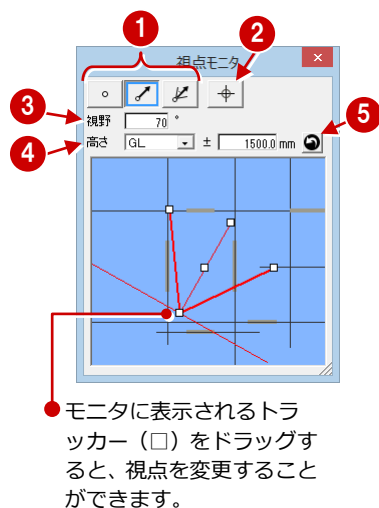 1
2
視点モニタ
×
3
視野 70 °
5
4
高さ GL ± 1500.0 mm
モニタに表示されるトラ
ッカー（□）をドラッグす
ると、視点を変更すること
ができます。